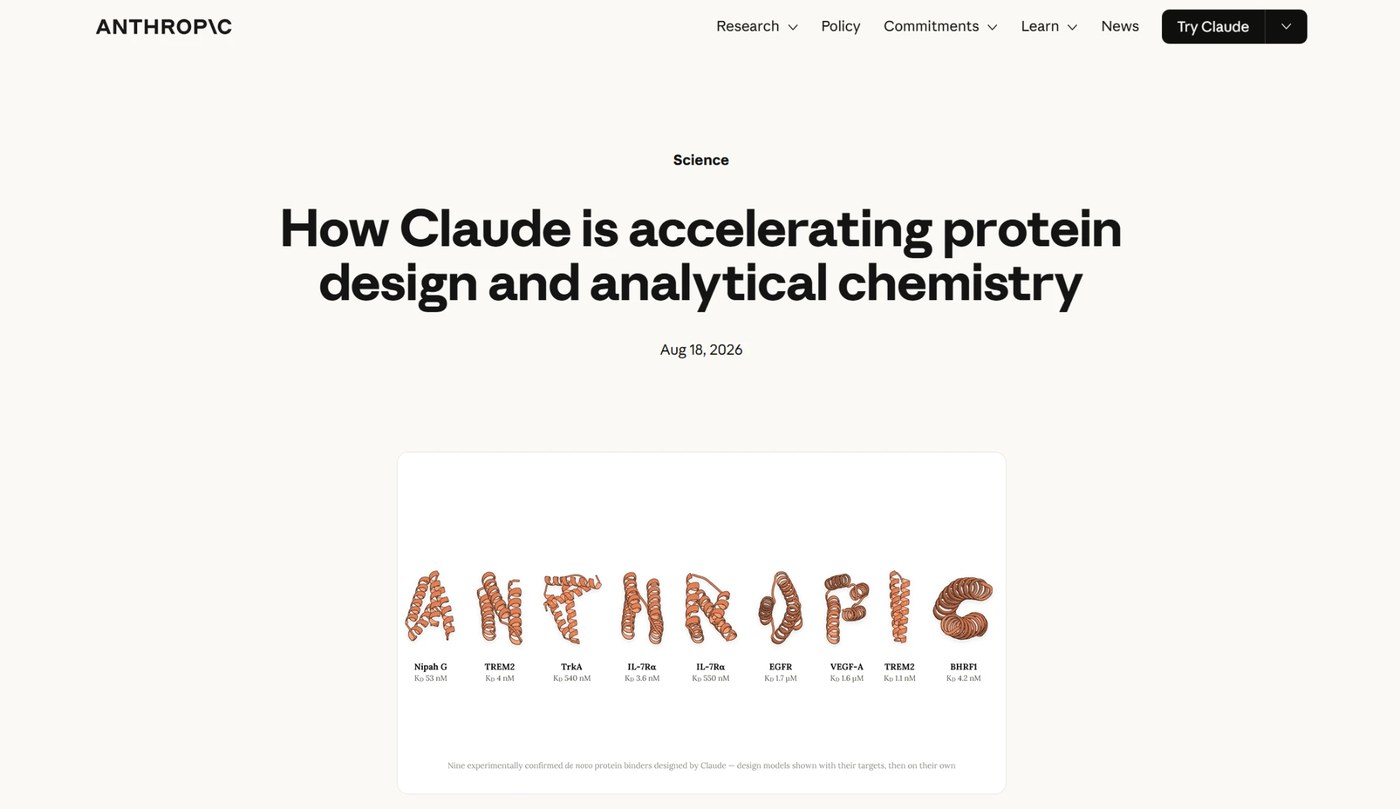 ANTHROP\C
Research
Policy
Commitments
Learn
News
Try Claude
Science
How Claude is accelerating protein
design and analytical chemistry
Aug 18, 2026
Nipah G TREM2 TrkA IL-7Rα IL-7Rα EGFR VEGF-A TREM2 BHRF1
KD 53 nM KD 4 nM KD 540 nM KD 3.6 nM KD 550 nM KD 1.7 μM KD 1.6 μM KD 1.1 nM KD 4.2 nM
Nine experimentally confirmed de novo protein binders designed by Claude — design models shown with their targets, then on their own